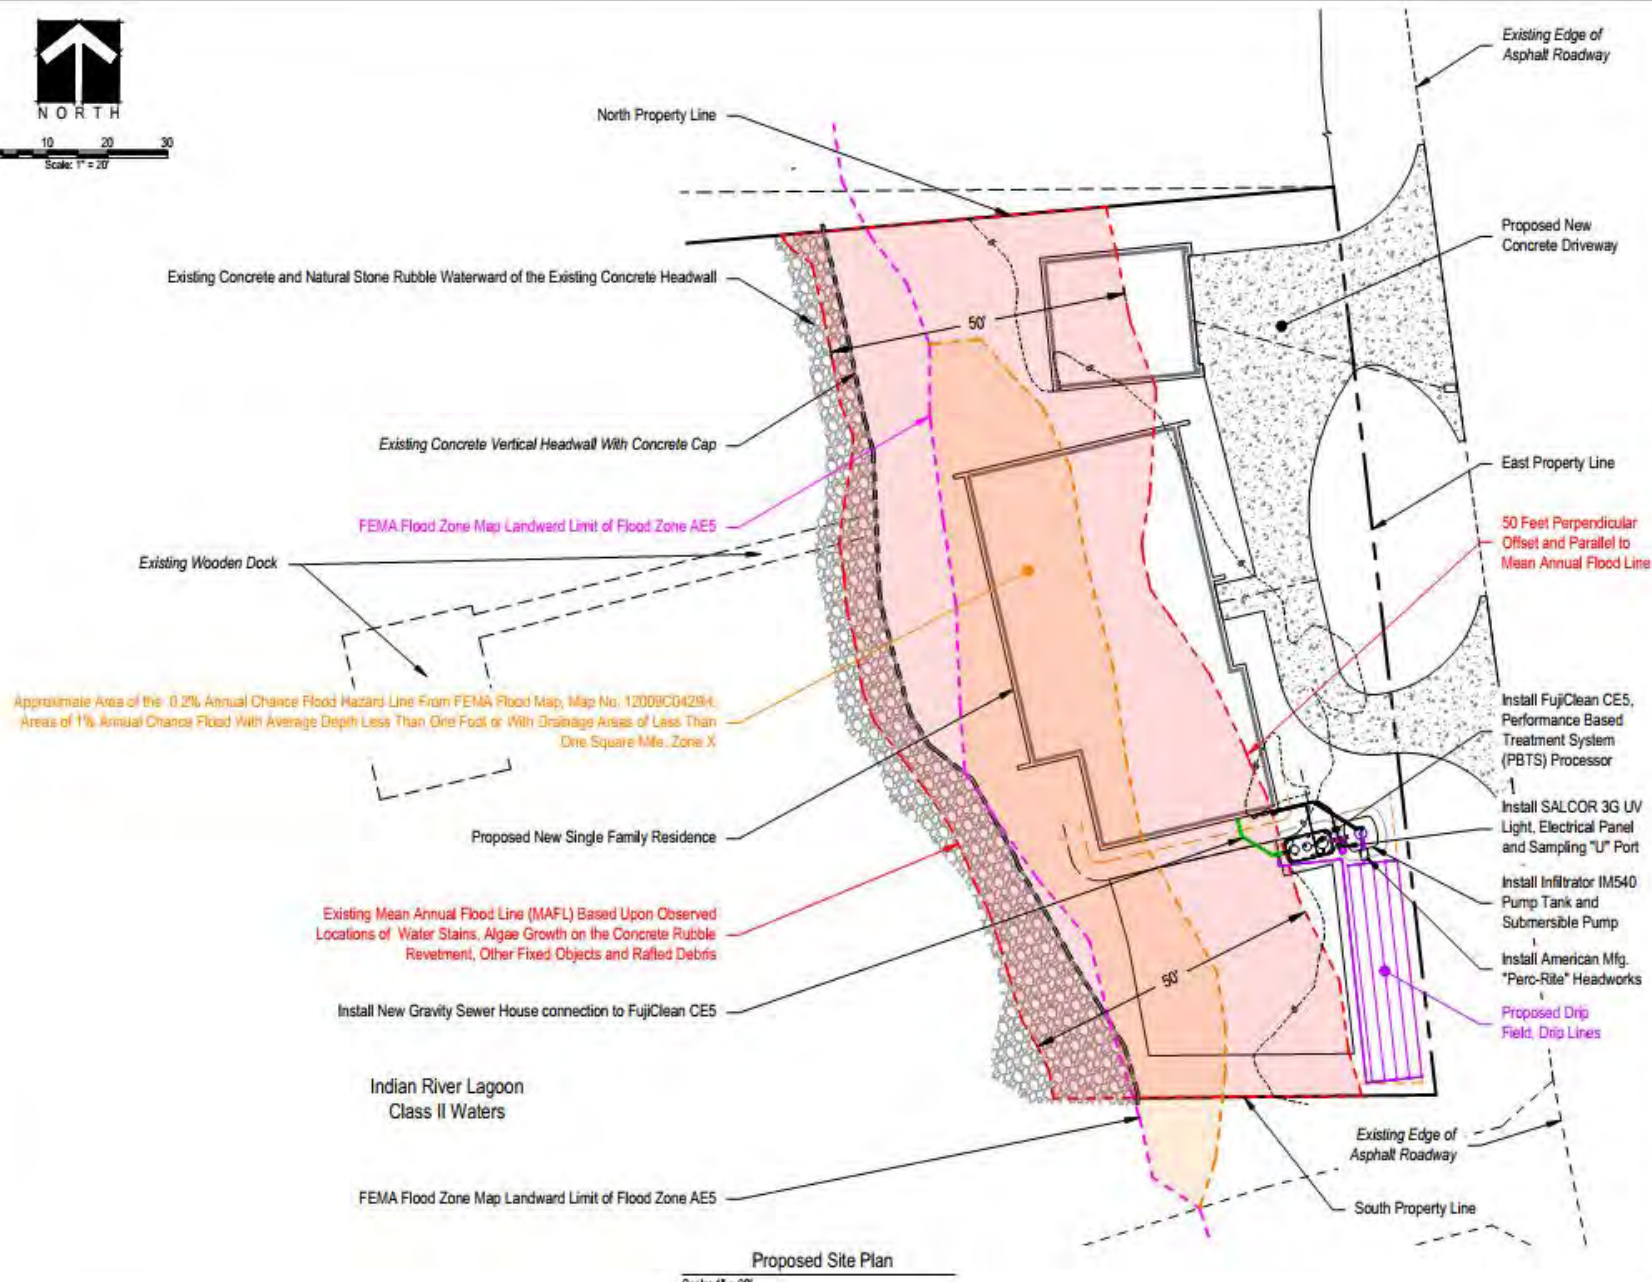 NORTH
10 20 30
Scale: 1" = 20'
North Property Line
Existing Edge of
Asphalt Roadway
Existing Concrete and Natural Stone Rubble Waterward of the Existing Concrete Headwall
Proposed New
Concrete Driveway
50'
Existing Concrete Vertical Headwall With Concrete Cap
East Property Line
FEMA Flood Zone Map Landward Limit of Flood Zone AE5
50 Feet Perpendicular
Offset and Parallel to
Mean Annual Flood Line
Existing Wooden Dock
Approximate Area of the 0.2% Annual Chance Flood Hazard Line From FEMA Flood Map, Map No. 12009C0429H,
Areas of 1% Annual Chance Flood With Average Depth Less Than One Foot or With Drainage Areas of Less Than
One Square Mile. Zone X
Install FujiClean CE5,
Performance Based
Treatment System
(PBTS) Processor
Proposed New Single Family Residence
Install SALCOR 3G UV
Light, Electrical Panel
and Sampling "U" Port
Existing Mean Annual Flood Line (MAFL) Based Upon Observed
Locations of Water Stains, Algae Growth on the Concrete Rubble
Revetment, Other Fixed Objects and Rafted Debris
Install Infiltrator IM540
Pump Tank and
Submersible Pump
50'
Install American Mfg.
"Perc-Rite" Headworks
Install New Gravity Sewer House connection to FujiClean CE5
Proposed Drip
Field, Drip Lines
Indian River Lagoon
Class II Waters
Existing Edge of
Asphalt Roadway
FEMA Flood Zone Map Landward Limit of Flood Zone AE5
South Property Line
Proposed Site Plan